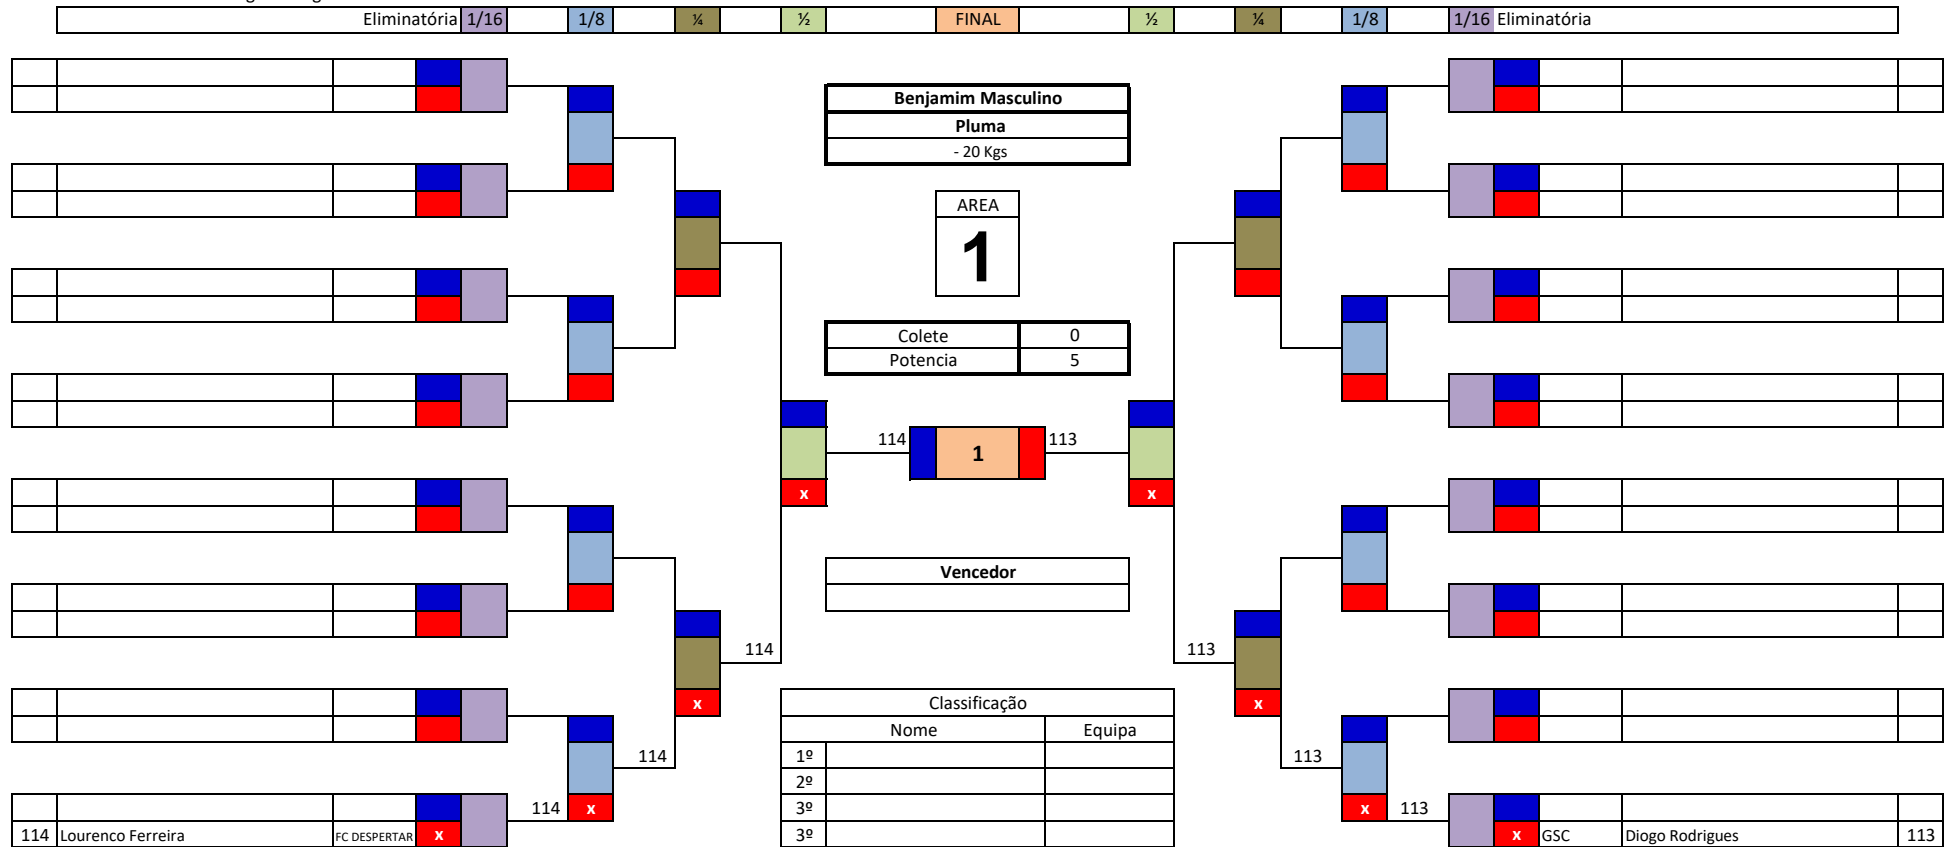 Eliminatória 1/16 1/8 ¼ ½ FINAL ½ ¼ 1/8 1/16 Eliminatória
Benjamim Masculino
Pluma
- 20 Kgs
AREA
1
Colete 0
Potencia 5
114 1 113
x x
Vencedor
114 113
x x
Classificação
Nome Equipa
114 1º 113
2º
114 x 3º x 113
114 Lourenco Ferreira FC DESPERTAR x 3º x GSC Diogo Rodrigues 113